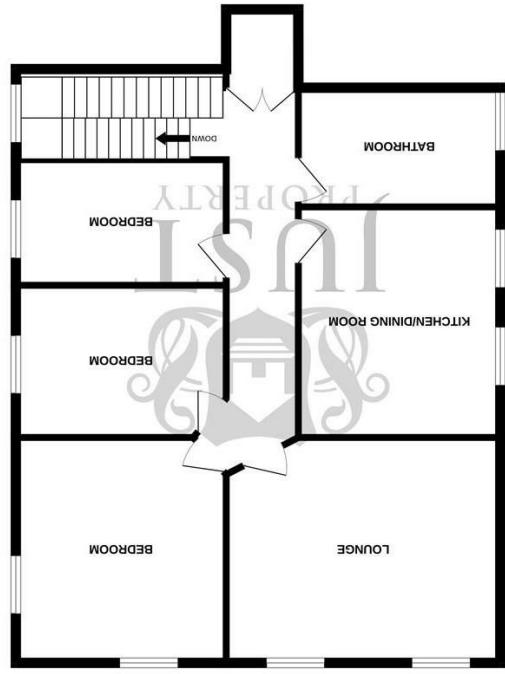 LOUNGE
BEDROOM
BEDROOM
KITCHEN/DINING ROOM
JUST
PROPERTY
BEDROOM
BATHROOM
DOWN